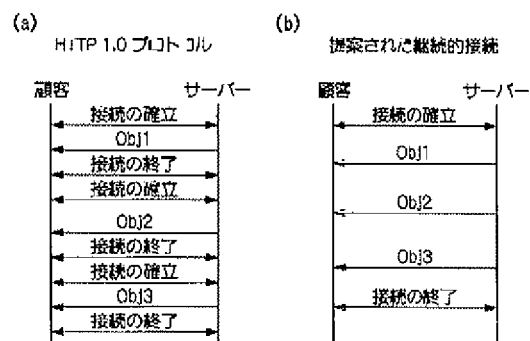 (a)
HTTP 1.0 プロトコル
顧客 サーバー
接続の確立
Obj1
接続の終了
接続の確立
Obj2
接続の終了
接続の確立
Obj3
接続の終了
(b)
提案された継続的接続
顧客 サーバー
接続の確立
Obj1
Obj2
Obj3
接続の終了